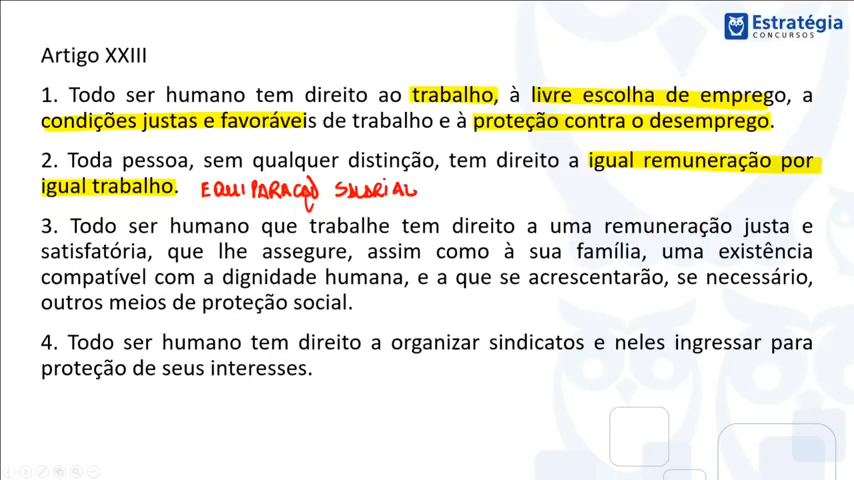 Estratégia
CONCURSOS
Artigo XXIII
1. Todo ser humano tem direito ao trabalho, à livre escolha de emprego, a
condições justas e favoráveis de trabalho e à proteção contra o desemprego.
2. Toda pessoa, sem qualquer distinção, tem direito a igual remuneração por
igual trabalho. EQUIPARAÇÃO SALARIAL
3. Todo ser humano que trabalhe tem direito a uma remuneração justa e
satisfatória, que lhe assegure, assim como à sua família, uma existência
compatível com a dignidade humana, e a que se acrescentarão, se necessário,
outros meios de proteção social.
4. Todo ser humano tem direito a organizar sindicatos e neles ingressar para
proteção de seus interesses.